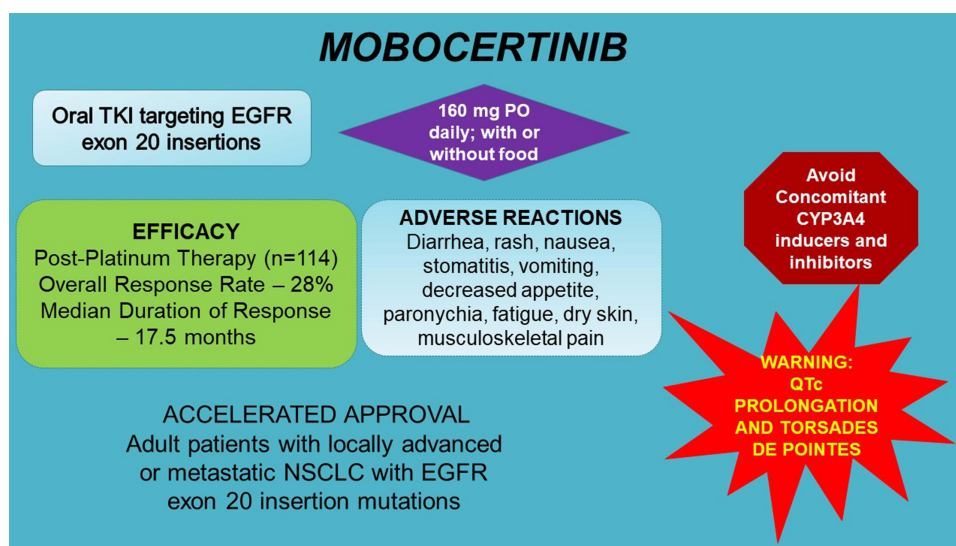 MOBOCERTINIB
Oral TKI targeting EGFR
exon 20 insertions
160 mg PO
daily; with or
without food
Avoid
Concomitant
CYP3A4
inducers and
inhibitors
EFFICACY
Post-Platinum Therapy (n=114)
Overall Response Rate – 28%
Median Duration of Response
– 17.5 months
ADVERSE REACTIONS
Diarrhea, rash, nausea,
stomatitis, vomiting,
decreased appetite,
paronychia, fatigue, dry skin,
musculoskeletal pain
WARNING:
QTc
PROLONGATION
AND TORSADES
DE POINTES
ACCELERATED APPROVAL
Adult patients with locally advanced
or metastatic NSCLC with EGFR
exon 20 insertion mutations